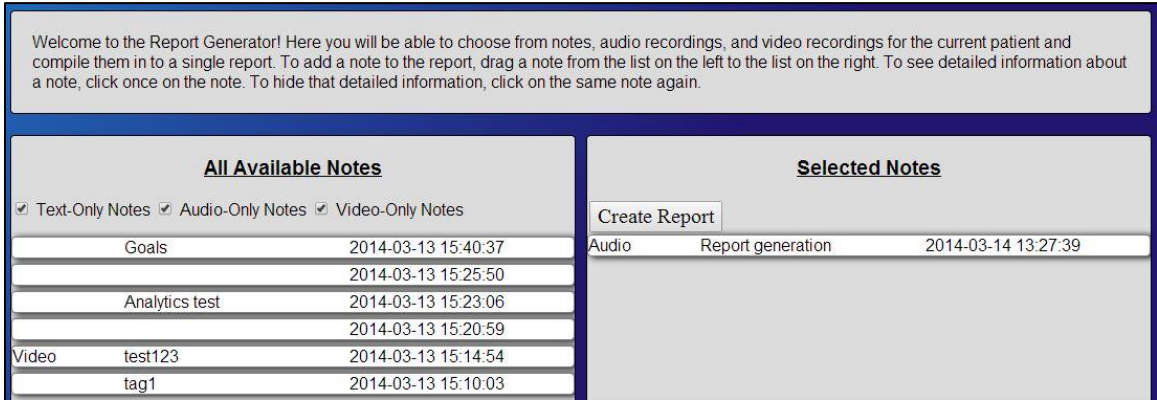 Welcome to the Report Generator! Here you will be able to choose from notes, audio recordings, and video recordings for the current patient and
compile them in to a single report. To add a note to the report, drag a note from the list on the left to the list on the right. To see detailed information about
a note, click once on the note. To hide that detailed information, click on the same note again.
All Available Notes
Text-Only Notes Audio-Only Notes Video-Only Notes
Goals 2014-03-13 15:40:37
2014-03-13 15:25:50
Analytics test 2014-03-13 15:23:06
2014-03-13 15:20:59
Video test123 2014-03-13 15:14:54
tag1 2014-03-13 15:10:03
Selected Notes
Create Report
Audio Report generation 2014-03-14 13:27:39